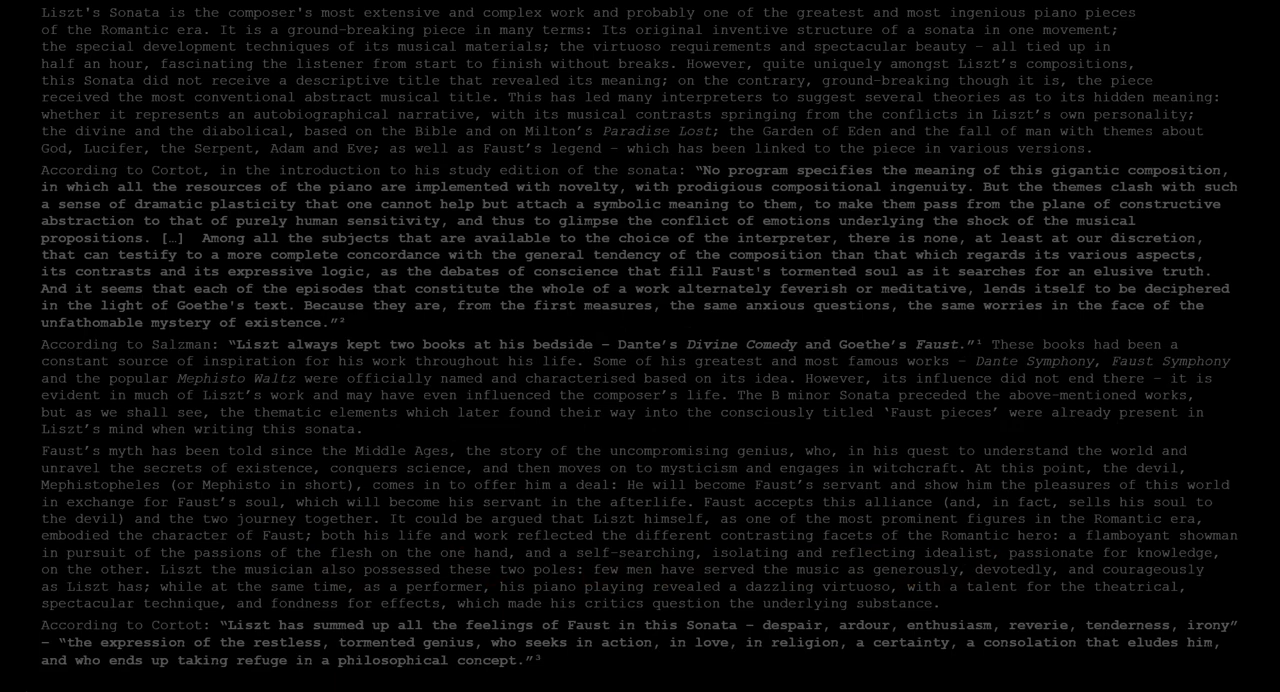 Liszt's Sonata is the composer's most extensive and complex work and probably one of the greatest and most ingenious piano pieces
of the Romantic era. It is a ground-breaking piece in many terms: Its original inventive structure of a sonata in one movement;
the special development techniques of its musical materials; the virtuoso requirements and spectacular beauty – all tied up in
half an hour, fascinating the listener from start to finish without breaks. However, quite uniquely amongst Liszt’s compositions,
this Sonata did not receive a descriptive title that revealed its meaning; on the contrary, ground-breaking though it is, the piece
received the most conventional abstract musical title. This has led many interpreters to suggest several theories as to its hidden meaning:
whether it represents an autobiographical narrative, with its musical contrasts springing from the conflicts in Liszt’s own personality;
the divine and the diabolical, based on the Bible and on Milton’s Paradise Lost; the Garden of Eden and the fall of man with themes about
God, Lucifer, the Serpent, Adam and Eve; as well as Faust’s legend – which has been linked to the piece in various versions.
According to Cortot, in the introduction to his study edition of the sonata: “No program specifies the meaning of this gigantic composition,
in which all the resources of the piano are implemented with novelty, with prodigious compositional ingenuity. But the themes clash with such
a sense of dramatic plasticity that one cannot help but attach a symbolic meaning to them, to make them pass from the plane of constructive
abstraction to that of purely human sensitivity, and thus to glimpse the conflict of emotions underlying the shock of the musical
propositions. […] Among all the subjects that are available to the choice of the interpreter, there is none, at least at our discretion,
that can testify to a more complete concordance with the general tendency of the composition than that which regards its various aspects,
its contrasts and its expressive logic, as the debates of conscience that fill Faust's tormented soul as it searches for an elusive truth.
And it seems that each of the episodes that constitute the whole of a work alternately feverish or meditative, lends itself to be deciphered
in the light of Goethe's text. Because they are, from the first measures, the same anxious questions, the same worries in the face of the
unfathomable mystery of existence.”²
According to Salzman: “Liszt always kept two books at his bedside – Dante’s Divine Comedy and Goethe’s Faust.”¹ These books had been a
constant source of inspiration for his work throughout his life. Some of his greatest and most famous works – Dante Symphony, Faust Symphony
and the popular Mephisto Waltz were officially named and characterised based on its idea. However, its influence did not end there – it is
evident in much of Liszt’s work and may have even influenced the composer’s life. The B minor Sonata preceded the above-mentioned works,
but as we shall see, the thematic elements which later found their way into the consciously titled ‘Faust pieces’ were already present in
Liszt’s mind when writing this sonata.
Faust’s myth has been told since the Middle Ages, the story of the uncompromising genius, who, in his quest to understand the world and
unravel the secrets of existence, conquers science, and then moves on to mysticism and engages in witchcraft. At this point, the devil,
Mephistopheles (or Mephisto in short), comes in to offer him a deal: He will become Faust’s servant and show him the pleasures of this world
in exchange for Faust’s soul, which will become his servant in the afterlife. Faust accepts this alliance (and, in fact, sells his soul to
the devil) and the two journey together. It could be argued that Liszt himself, as one of the most prominent figures in the Romantic era,
embodied the character of Faust; both his life and work reflected the different contrasting facets of the Romantic hero: a flamboyant showman
in pursuit of the passions of the flesh on the one hand, and a self-searching, isolating and reflecting idealist, passionate for knowledge,
on the other. Liszt the musician also possessed these two poles: few men have served the music as generously, devotedly, and courageously
as Liszt has; while at the same time, as a performer, his piano playing revealed a dazzling virtuoso, with a talent for the theatrical,
spectacular technique, and fondness for effects, which made his critics question the underlying substance.
According to Cortot: “Liszt has summed up all the feelings of Faust in this Sonata – despair, ardour, enthusiasm, reverie, tenderness, irony”
– “the expression of the restless, tormented genius, who seeks in action, in love, in religion, a certainty, a consolation that eludes him,
and who ends up taking refuge in a philosophical concept.”³